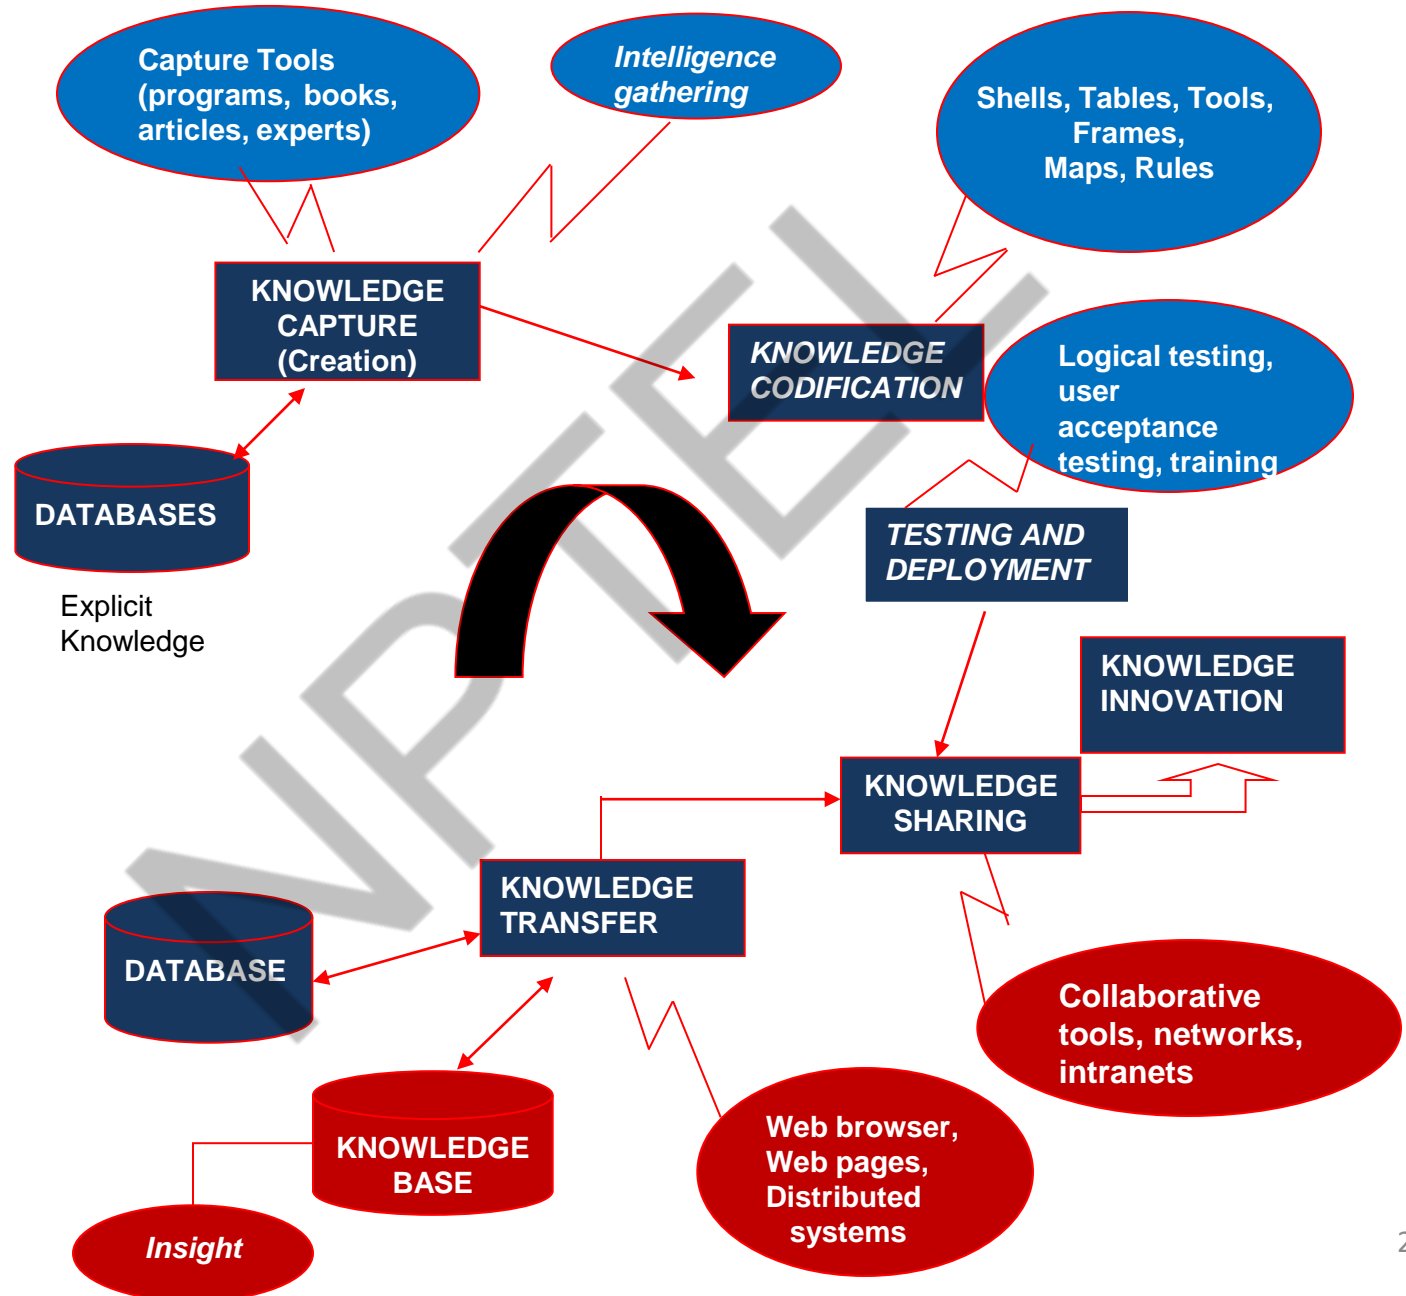 Capture Tools
(programs, books,
articles, experts)
Intelligence
gathering
Shells, Tables, Tools,
Frames,
Maps, Rules
KNOWLEDGE
CAPTURE
(Creation)
KNOWLEDGE
CODIFICATION
Logical testing,
user
acceptance
testing, training
DATABASES
Explicit
Knowledge
TESTING AND
DEPLOYMENT
KNOWLEDGE
INNOVATION
KNOWLEDGE
SHARING
KNOWLEDGE
TRANSFER
DATABASE
Collaborative
tools, networks,
intranets
KNOWLEDGE
BASE
Web browser,
Web pages,
Distributed
systems
Insight
2
NPTEL